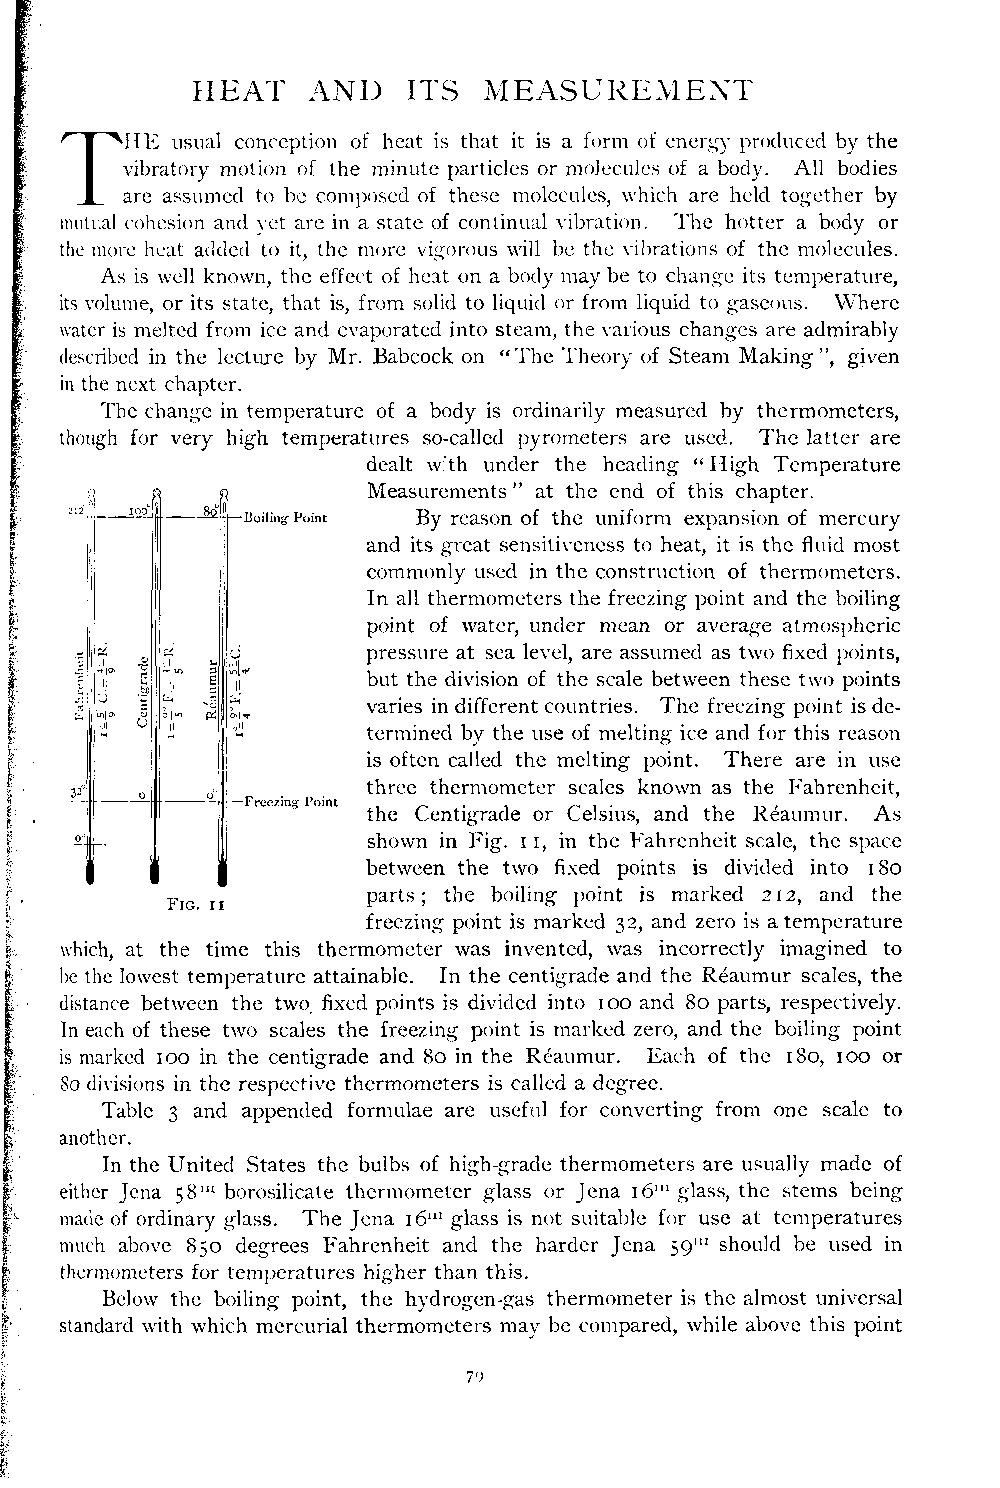 HEAT AND ITS MEASUREMENT
THE usual conception of heat is that it is a form of energy produced by the
vibratory motion of the minute particles or molecules of a body. All bodies
are assumed to be composed of these molecules, which are held together by
mutual cohesion and yet are in a state of continual vibration. The hotter a body or
the more heat added to it, the more vigorous will be the vibrations of the molecules.
As is well known, the effect of heat on a body may be to change its temperature,
its volume, or its state, that is, from solid to liquid or from liquid to gaseous. Where
water is melted from ice and evaporated into steam, the various changes are admirably
described in the lecture by Mr. Babcock on “The Theory of Steam Making”, given
in the next chapter.
The change in temperature of a body is ordinarily measured by thermometers,
though for very high temperatures so-called pyrometers are used. The latter are
dealt with under the heading “High Temperature
Measurements” at the end of this chapter.
By reason of the uniform expansion of mercury
and its great sensitiveness to heat, it is the fluid most
commonly used in the construction of thermometers.
In all thermometers the freezing point and the boiling
point of water, under mean or average atmospheric
pressure at sea level, are assumed as two fixed points,
but the division of the scale between these two points
varies in different countries. The freezing point is de-
termined by the use of melting ice and for this reason
is often called the melting point. There are in use
three thermometer scales known as the Fahrenheit,
the Centigrade or Celsius, and the Réaumur. As
shown in Fig. 11, in the Fahrenheit scale, the space
between the two fixed points is divided into 180
parts; the boiling point is marked 212, and the
freezing point is marked 32, and zero is a temperature
212° 100° 80° Boiling Point
Fahrenheit
1°=5/9°C.=4/9°R.
Centigrade
1°=9/5°F.=4/5°R.
Réaumur
1°=9/4°F.=5/4°C.
32° 0° 0° Freezing Point
0°
FIG. 11
which, at the time this thermometer was invented, was incorrectly imagined to
be the lowest temperature attainable. In the centigrade and the Réaumur scales, the
distance between the two fixed points is divided into 100 and 80 parts, respectively.
In each of these two scales the freezing point is marked zero, and the boiling point
is marked 100 in the centigrade and 80 in the Réaumur. Each of the 180, 100 or
80 divisions in the respective thermometers is called a degree.
Table 3 and appended formulae are useful for converting from one scale to
another.
In the United States the bulbs of high-grade thermometers are usually made of
either Jena 58ᴵᴵᴵ borosilicate thermometer glass or Jena 16ᴵᴵᴵ glass, the stems being
made of ordinary glass. The Jena 16ᴵᴵᴵ glass is not suitable for use at temperatures
much above 850 degrees Fahrenheit and the harder Jena 59ᴵᴵᴵ should be used in
thermometers for temperatures higher than this.
Below the boiling point, the hydrogen-gas thermometer is the almost universal
standard with which mercurial thermometers may be compared, while above this point
79